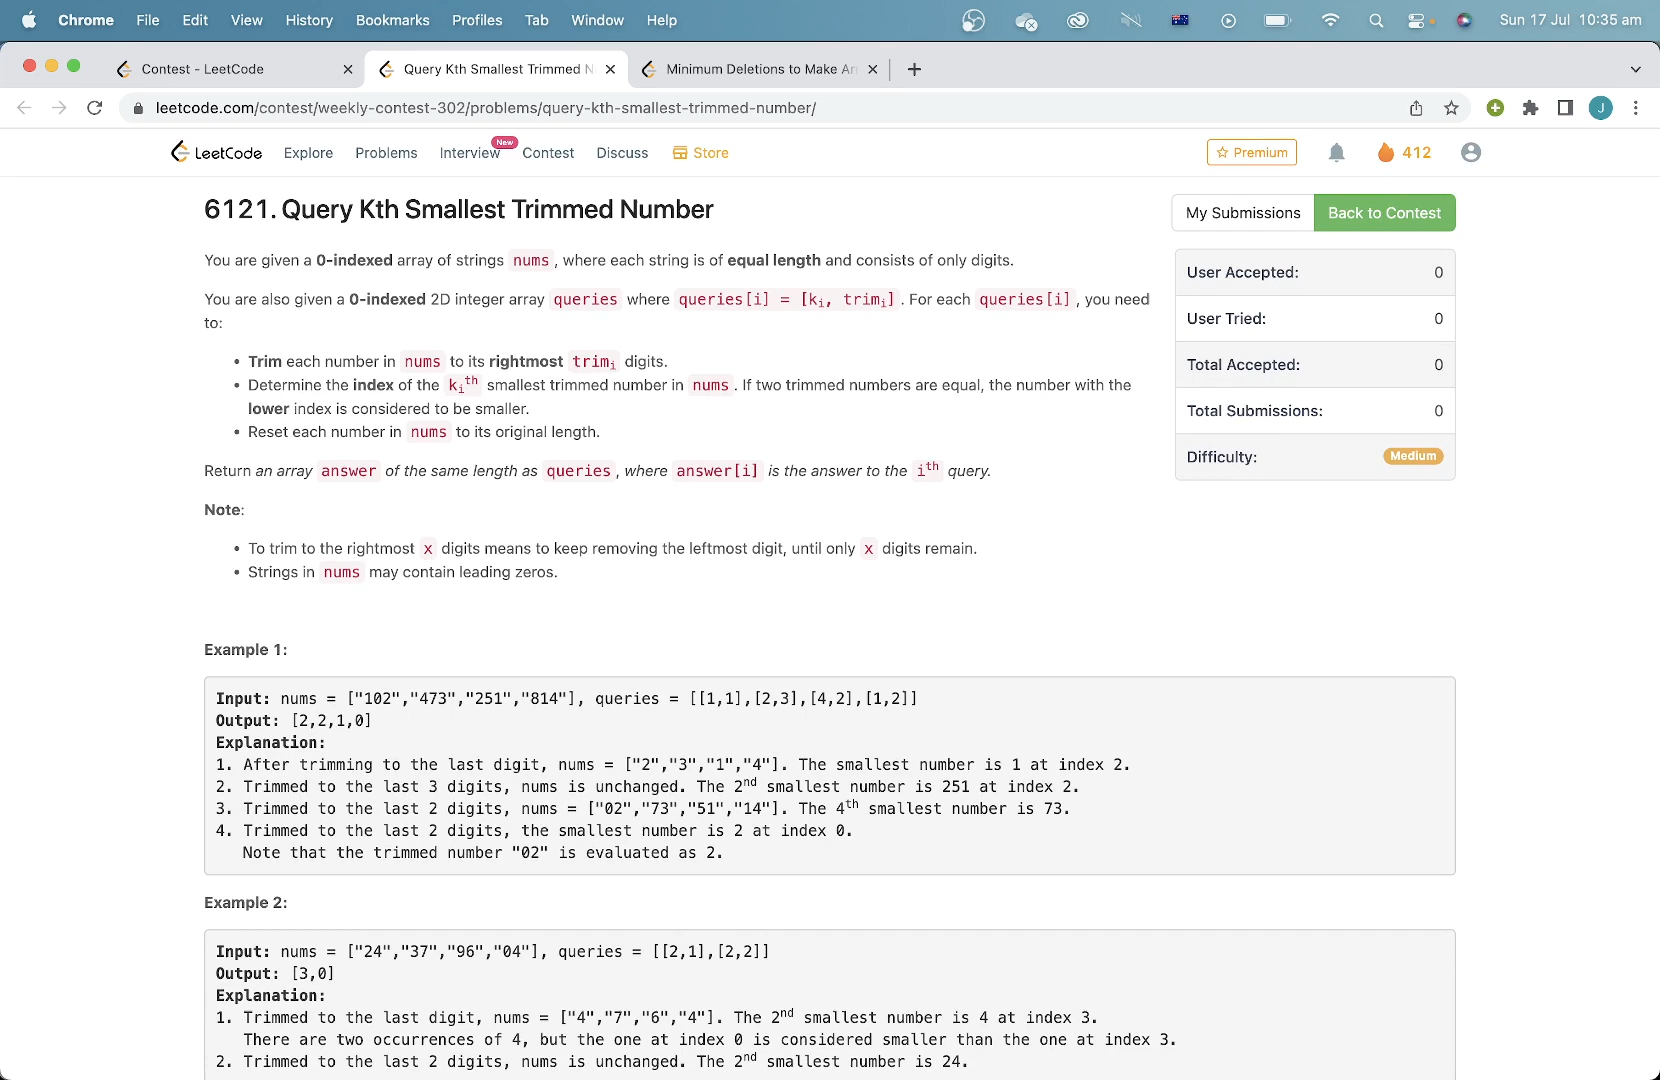 Chrome File Edit View History Bookmarks Profiles Tab Window Help Sun 17 Jul 10:35 am
Contest - LeetCode Query Kth Smallest Trimmed N Minimum Deletions to Make Ar
leetcode.com/contest/weekly-contest-302/problems/query-kth-smallest-trimmed-number/ J
LeetCode Explore Problems Interview New Contest Discuss Store Premium 412
6121. Query Kth Smallest Trimmed Number
My Submissions Back to Contest
You are given a 0-indexed array of strings nums, where each string is of equal length and consists of only digits.
You are also given a 0-indexed 2D integer array queries where queries[i] = [ki, trimi]. For each queries[i], you need
to:
• Trim each number in nums to its rightmost trimi digits.
• Determine the index of the kith smallest trimmed number in nums. If two trimmed numbers are equal, the number with the
lower index is considered to be smaller.
• Reset each number in nums to its original length.
Return an array answer of the same length as queries, where answer[i] is the answer to the ith query.
Note:
• To trim to the rightmost x digits means to keep removing the leftmost digit, until only x digits remain.
• Strings in nums may contain leading zeros.
User Accepted: 0
User Tried: 0
Total Accepted: 0
Total Submissions: 0
Difficulty: Medium
Example 1:
Input: nums = ["102","473","251","814"], queries = [[1,1],[2,3],[4,2],[1,2]]
Output: [2,2,1,0]
Explanation:
1. After trimming to the last digit, nums = ["2","3","1","4"]. The smallest number is 1 at index 2.
2. Trimmed to the last 3 digits, nums is unchanged. The 2nd smallest number is 251 at index 2.
3. Trimmed to the last 2 digits, nums = ["02","73","51","14"]. The 4th smallest number is 73.
4. Trimmed to the last 2 digits, the smallest number is 2 at index 0.
Note that the trimmed number "02" is evaluated as 2.
Example 2:
Input: nums = ["24","37","96","04"], queries = [[2,1],[2,2]]
Output: [3,0]
Explanation:
1. Trimmed to the last digit, nums = ["4","7","6","4"]. The 2nd smallest number is 4 at index 3.
There are two occurrences of 4, but the one at index 0 is considered smaller than the one at index 3.
2. Trimmed to the last 2 digits, nums is unchanged. The 2nd smallest number is 24.